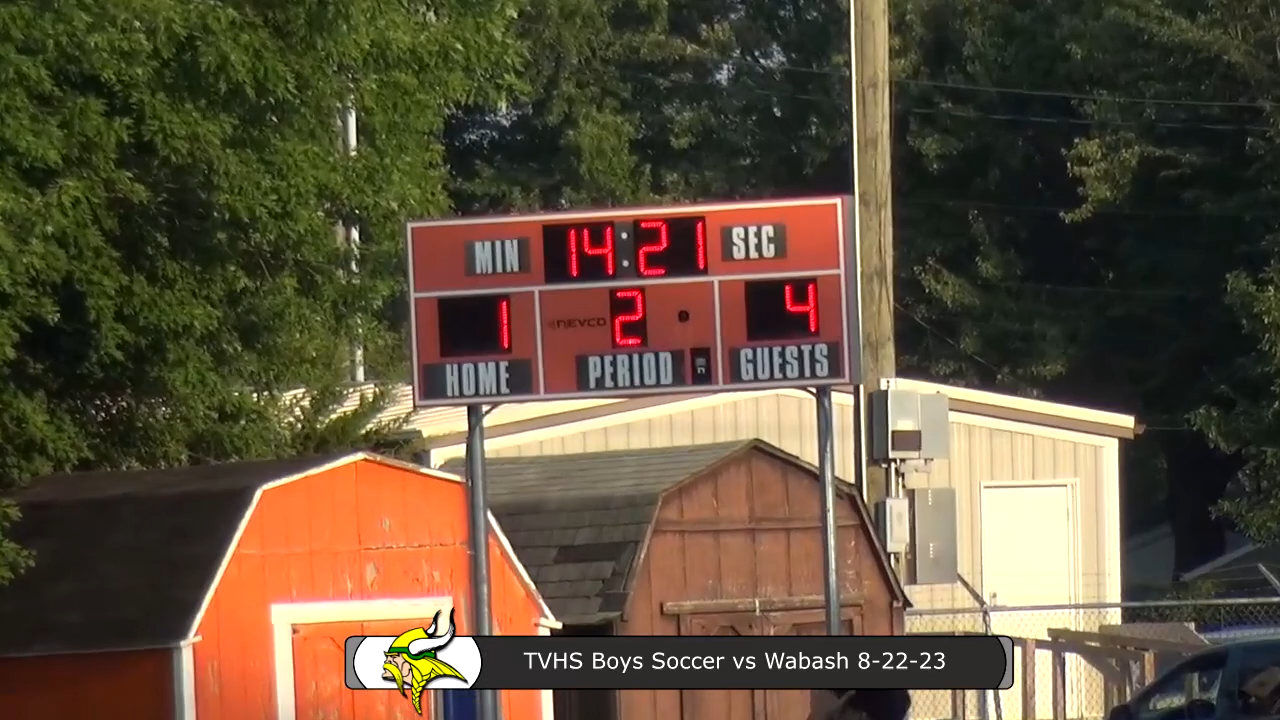 MIN 14:21 SEC
1 NEVCO 2 4
HOME PERIOD GUESTS
TVHS Boys Soccer vs Wabash 8-22-23